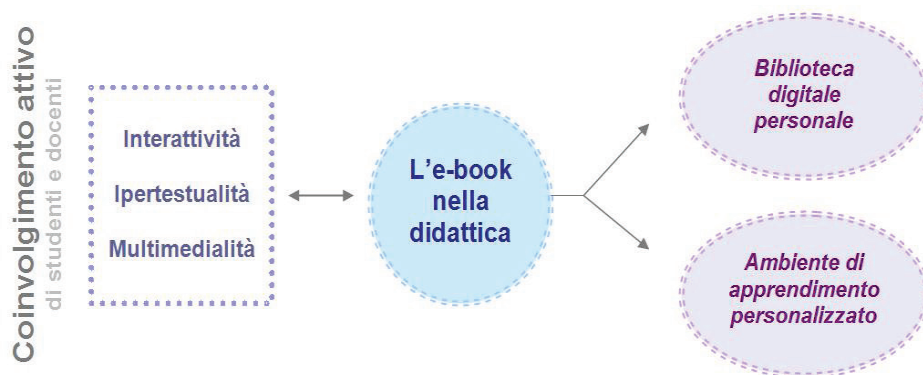 Coinvolgimento attivo
di studenti e docenti
Interattività
Ipertestualità
Multimedialità
L'e-book
nella
didattica
Biblioteca
digitale
personale
Ambiente di
apprendimento
personalizzato